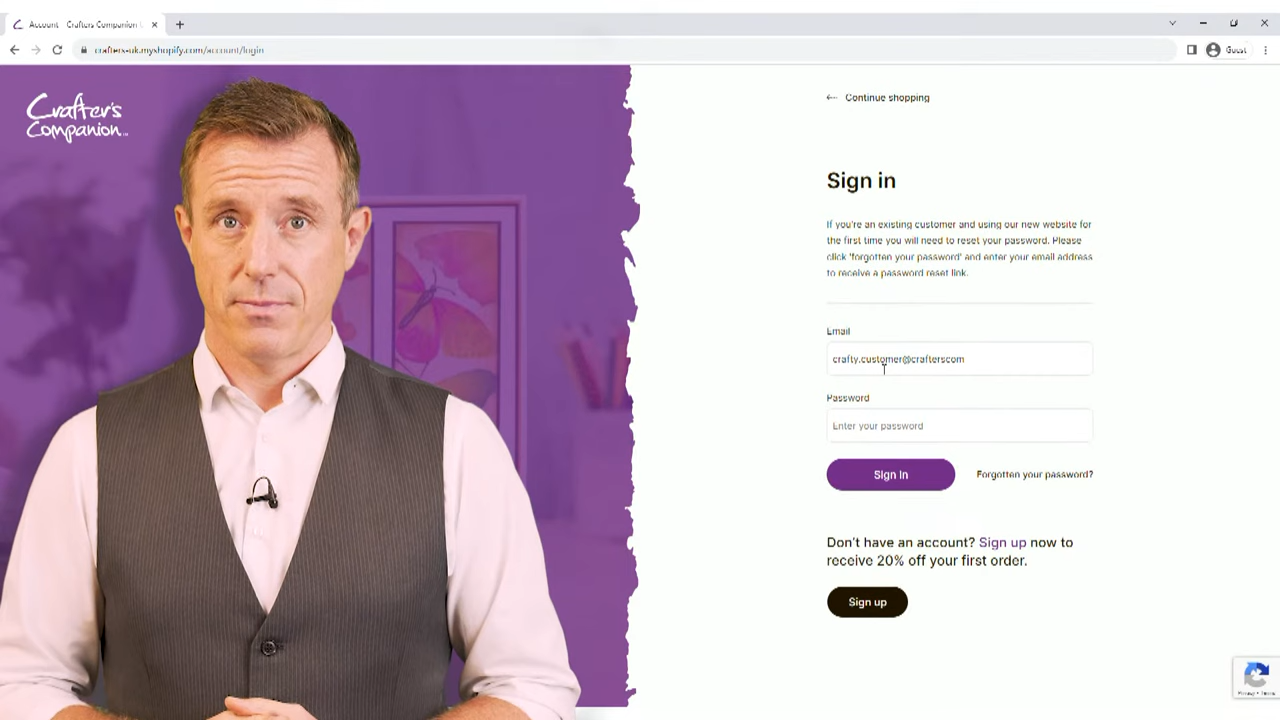 Account Crafters Companion
crafters-uk.myshopify.com/account/login
Guest
Crafter's
Companion
Continue shopping
Sign in
If you're an existing customer and using our new website for
the first time you will need to reset your password. Please
click 'forgotten your password' and enter your email address
to receive a password reset link.
Email
crafty.customer@crafterscom
Password
Enter your password
Sign in
Forgotten your password?
Don't have an account? Sign up now to
receive 20% off your first order.
Sign up
Privacy • Terms